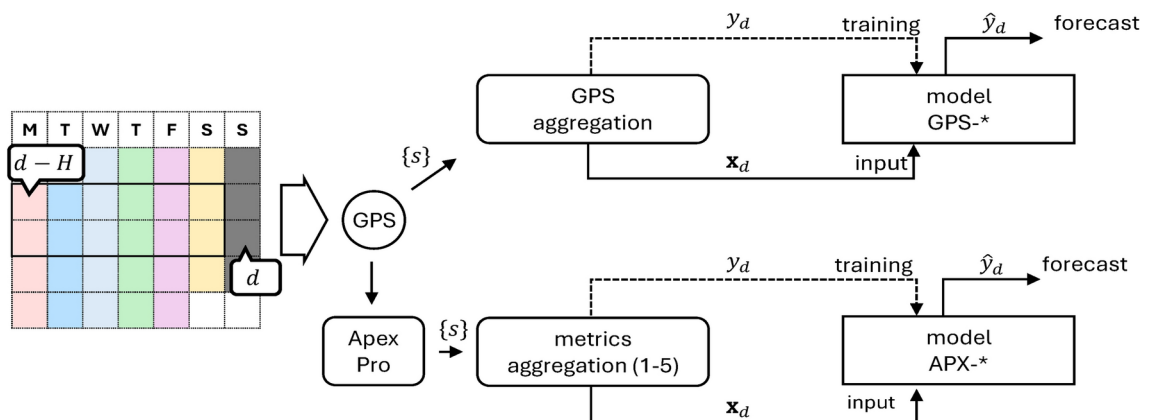 M T W T F S S
d − H
d
GPS
{s}
Apex
Pro
{s}
GPS
aggregation
y_d
training
ŷ_d
forecast
model
GPS-*
𝐱_d
input
metrics
aggregation (1-5)
y_d
training
ŷ_d
forecast
model
APX-*
𝐱_d
input